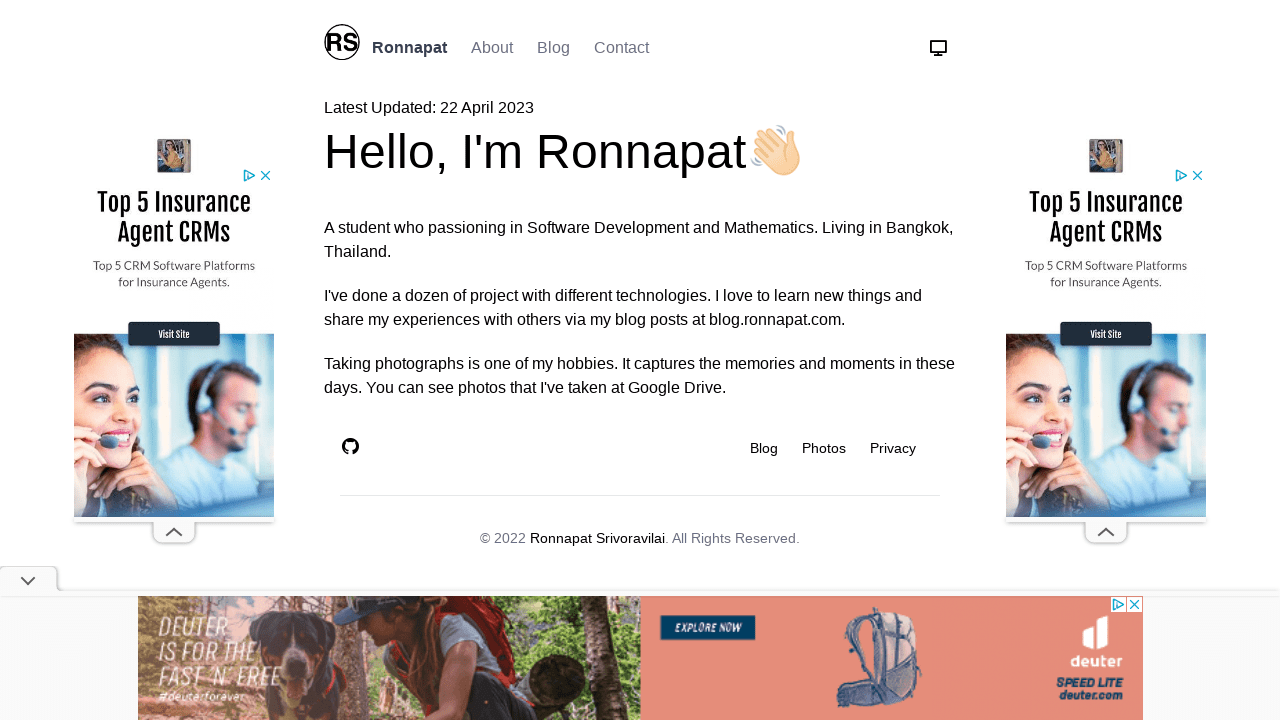 RS
Ronnapat
About
Blog
Contact
Latest Updated: 22 April 2023
Hello, I'm Ronnapat👋🏻
A student who passioning in Software Development and Mathematics. Living in Bangkok,
Thailand.
I've done a dozen of project with different technologies. I love to learn new things and
share my experiences with others via my blog posts at blog.ronnapat.com.
Taking photographs is one of my hobbies. It captures the memories and moments in these
days. You can see photos that I've taken at Google Drive.
Blog
Photos
Privacy
© 2022 Ronnapat Srivoravilai. All Rights Reserved.
Top 5 Insurance
Agent CRMs
Top 5 CRM Software Platforms
for Insurance Agents.
Visit Site
Top 5 Insurance
Agent CRMs
Top 5 CRM Software Platforms
for Insurance Agents.
Visit Site
DEUTER
IS FOR THE
FAST 'N' FREE
#deuterforever
EXPLORE NOW
deuter
SPEED LITE
deuter.com